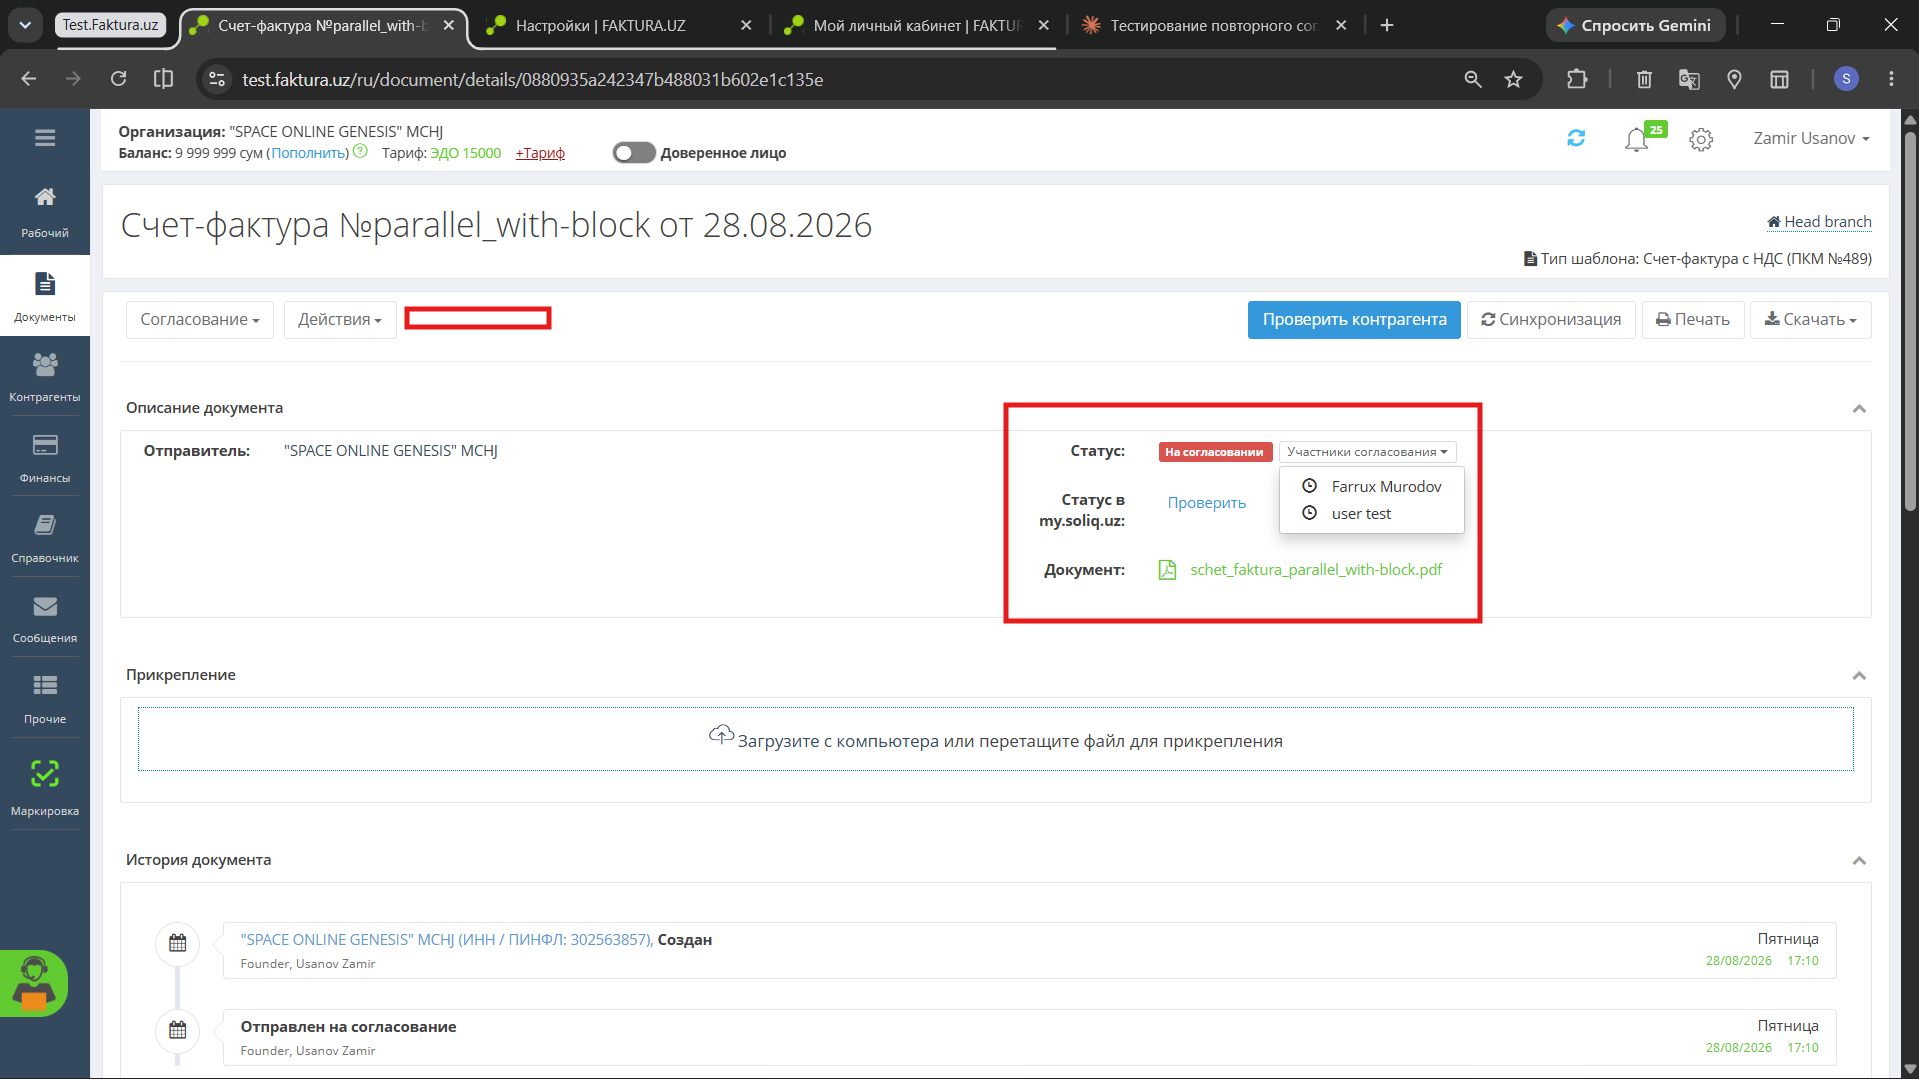 Test.Faktura.uz
Счет-фактура №parallel_with-b
Настройки | FAKTURA.UZ
Мой личный кабинет | FAKTUR
Тестирование повторного сог
Спросить Gemini
test.faktura.uz/ru/document/details/0880935a242347b488031b602e1c135e
S
Организация: "SPACE ONLINE GENESIS" MCHJ
Баланс: 9 999 999 сум (Пополнить) ? Тариф: ЭДО 15000 +Тариф
Доверенное лицо
25
Zamir Usanov
Рабочий
Документы
Контрагенты
Финансы
Справочник
Сообщения
Прочие
Маркировка
Счет-фактура №parallel_with-block от 28.08.2026
Head branch
Тип шаблона: Счет-фактура с НДС (ПКМ №489)
Согласование
Действия
Проверить контрагента
Синхронизация
Печать
Скачать
Описание документа
Отправитель: "SPACE ONLINE GENESIS" MCHJ
Статус: На согласовании Участники согласования
Farrux Murodov
user test
Статус в my.soliq.uz: Проверить
Документ: schet_faktura_parallel_with-block.pdf
Прикрепление
Загрузите с компьютера или перетащите файл для прикрепления
История документа
"SPACE ONLINE GENESIS" MCHJ (ИНН / ПИНФЛ: 302563857), Создан
Founder, Usanov Zamir
Пятница
28/08/2026 17:10
Отправлен на согласование
Founder, Usanov Zamir
Пятница
28/08/2026 17:10